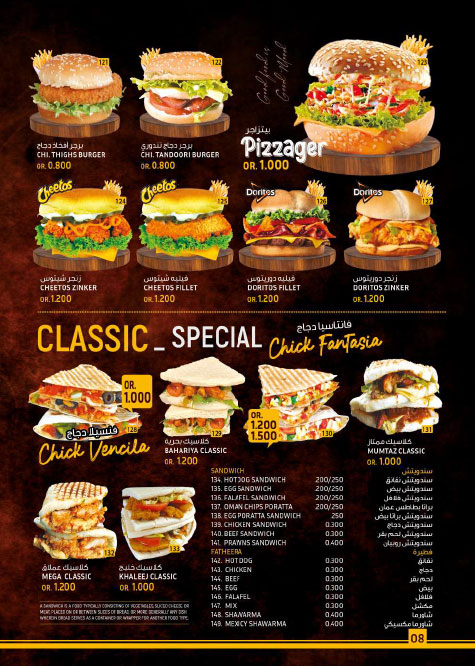 121
122
123
Good food is
Good Mood
برجر افخاذ دجاج
CHI. THIGHS BURGER
OR. 0.800
برجر دجاج تندوري
CHI. TANDOORI BURGER
OR. 0.800
بيتزاجر
Pizzager
OR. 1.000
Cheetos
124
Cheetos
125
Doritos
126
Doritos
127
زنجر شيتوس
CHEETOS ZINKER
OR. 1.200
فيليه شيتوس
CHEETOS FILLET
OR. 1.200
فيليه دوريتوس
DORITOS FILLET
OR. 1.200
زنجر دوريتوس
DORITOS ZINKER
OR. 1.200
CLASSIC _ SPECIAL
فانتاسيا دجاج
Chick Fantasia
OR.
1.000
128
فنسيلا دجاج
Chick Vencila
كلاسيك بحرية
BAHARIYA CLASSIC
OR. 1.200
OR.
1.200
1.500
130
131
كلاسيك ممتاز
MUMTAZ CLASSIC
OR. 1.000
132
كلاسيك عملاق
MEGA CLASSIC
OR. 1.200
133
كلاسيك خليج
KHALEEJ CLASSIC
OR. 1.000
SANDWICH سندويتش
134. HOTDOG SANDWICH 200/250 سندويتش نقانق
135. EGG SANDWICH 200/250 سندويتش بيض
136. FALAFEL SANDWICH 200/250 سندويتش فلافل
137. OMAN CHIPS PORATTA 200/250 براتا بطاطس عمان
138. EGG PORATTA SANDWICH 250 سندويتش براتا بيض
139. CHICKEN SANDWICH 0.300 سندويتش دجاج
140. BEEF SANDWICH 0.300 سندويتش لحم بقر
141. PRAWNS SANDWICH 0.400 سندويتش روبيان
FATHEERA فطيرة
142. HOTDOG 0.300 نقانق
143. CHICKEN 0.300 دجاج
144. BEEF 0.300 لحم بقر
145. EGG 0.300 بيض
146. FALAFEL 0.300 فلافل
147. MIX 0.300 مكشل
148. SHAWARMA 0.400 شاورما
149. MEXICY SHAWARMA 0.400 شاورما مكسيكي
A SANDWICH IS A FOOD TYPICALLY CONSISTING OF VEGETABLES, SLICED CHEESE OR
MEAT, PLACED ON OR BETWEEN SLICES OF BREAD, OR MORE GENERALLY ANY DISH
WHEREIN BREAD SERVES AS A CONTAINER OR WRAPPER FOR ANOTHER FOOD TYPE.
08